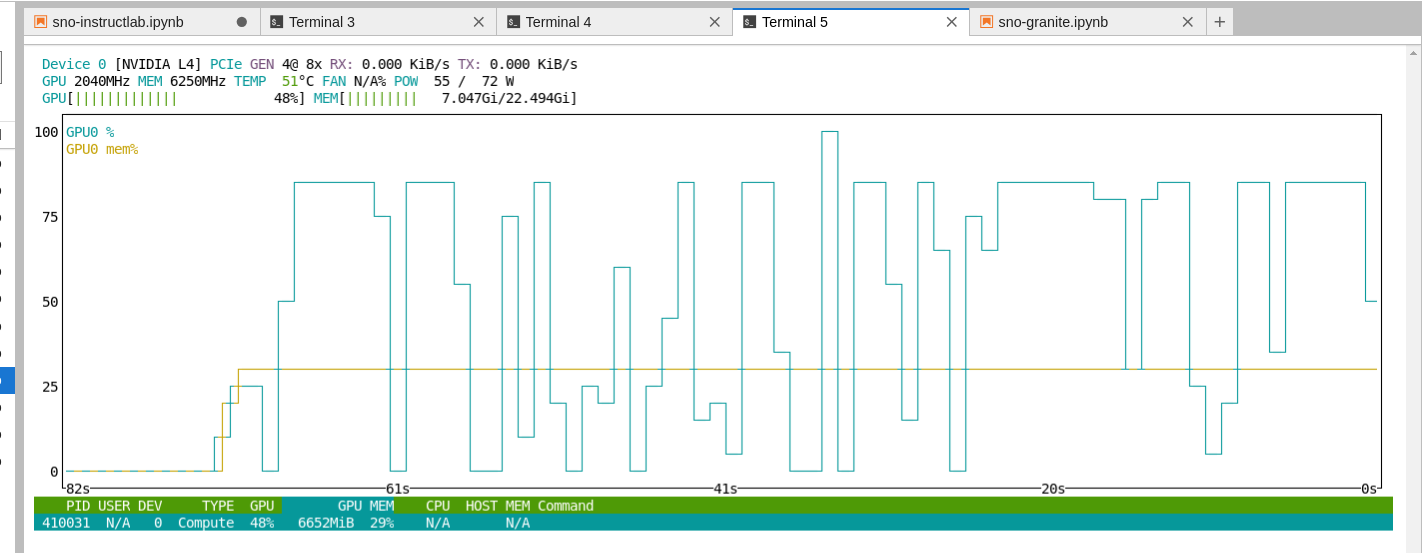 sno-instructlab.ipynb Terminal 3 Terminal 4 Terminal 5 sno-granite.ipynb
Device 0 [NVIDIA L4] PCIe GEN 4@ 8x RX: 0.000 KiB/s TX: 0.000 KiB/s
GPU 2040MHz MEM 6250MHz TEMP 51°C FAN N/A% POW 55 / 72 W
GPU[||||||||||||| 48%] MEM[||||||||| 7.047Gi/22.494Gi]
100 GPU0 %
GPU0 mem%
75
50
25
0
82s 61s 41s 20s 0s
PID USER DEV TYPE GPU GPU MEM CPU HOST MEM Command
410031 N/A 0 Compute 48% 6652MiB 29% N/A N/A